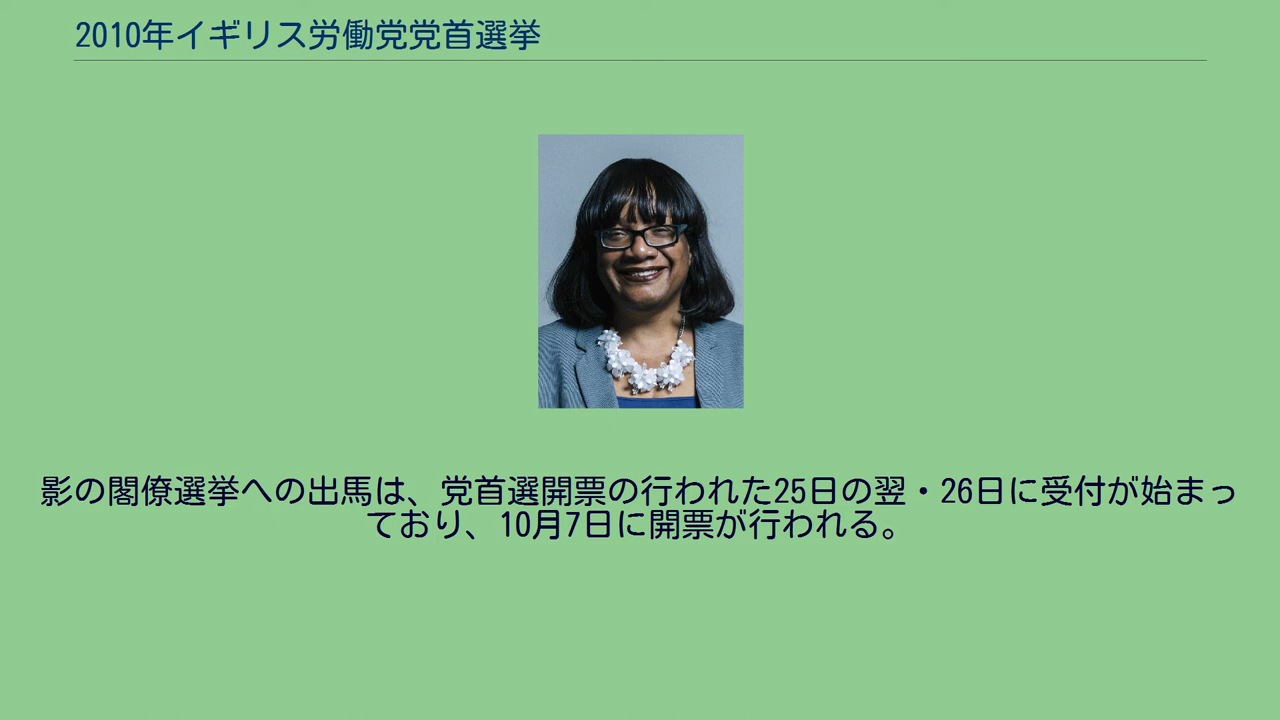 2010年イギリス労働党党首選挙
影の閣僚選挙への出馬は、党首選開票の行われた25日の翌・26日に受付が始まっ
ており、10月7日に開票が行われる。